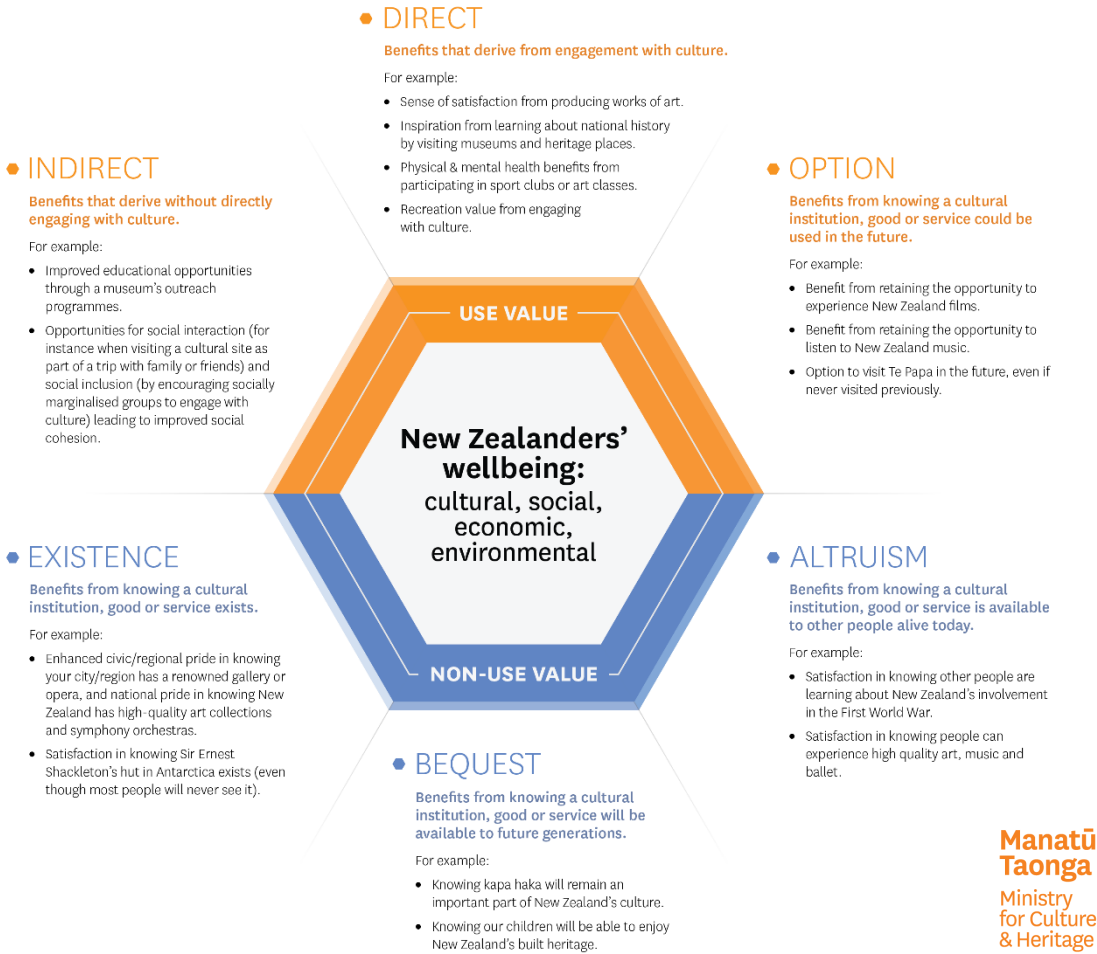 DIRECT
Benefits that derive from engagement with culture.
For example:
• Sense of satisfaction from producing works of art.
• Inspiration from learning about national history
by visiting museums and heritage places.
• Physical & mental health benefits from
participating in sport clubs or art classes.
• Recreation value from engaging
with culture.
INDIRECT
Benefits that derive without directly
engaging with culture.
For example:
• Improved educational opportunities
through a museum's outreach
programmes.
• Opportunities for social interaction (for
instance when visiting a cultural site as
part of a trip with family or friends) and
social inclusion (by encouraging socially
marginalised groups to engage with
culture) leading to improved social
cohesion.
OPTION
Benefits from knowing a cultural
institution, good or service could be
used in the future.
For example:
• Benefit from retaining the opportunity to
experience New Zealand films.
• Benefit from retaining the opportunity to
listen to New Zealand music.
• Option to visit Te Papa in the future, even if
never visited previously.
USE VALUE
New Zealanders'
wellbeing:
cultural, social,
economic,
environmental
NON-USE VALUE
EXISTENCE
Benefits from knowing a cultural
institution, good or service exists.
For example:
• Enhanced civic/regional pride in knowing
your city/region has a renowned gallery or
opera, and national pride in knowing New
Zealand has high-quality art collections
and symphony orchestras.
• Satisfaction in knowing Sir Ernest
Shackleton's hut in Antarctica exists (even
though most people will never see it).
ALTRUISM
Benefits from knowing a cultural
institution, good or service is available
to other people alive today.
For example:
• Satisfaction in knowing other people are
learning about New Zealand's involvement
in the First World War.
• Satisfaction in knowing people can
experience high quality art, music and
ballet.
BEQUEST
Benefits from knowing a cultural
institution, good or service will be
available to future generations.
For example:
• Knowing kapa haka will remain an
important part of New Zealand's culture.
• Knowing our children will be able to enjoy
New Zealand's built heritage.
Manatū
Taonga
Ministry
for Culture
& Heritage